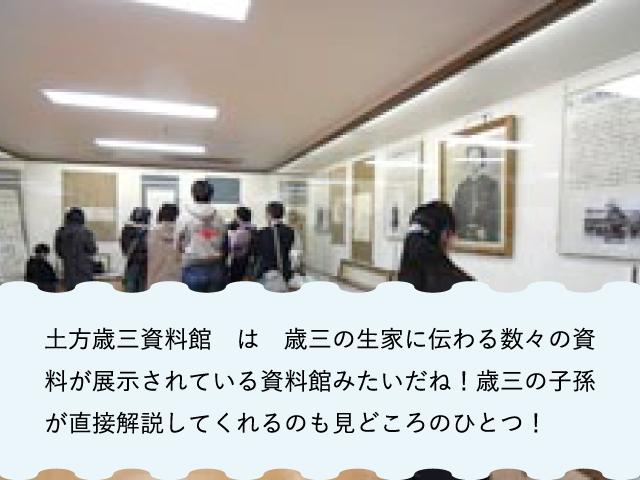 土方歳三資料館　は　歳三の生家に伝わる数々の資
料が展示されている資料館みたいだね！歳三の子孫
が直接解説してくれるのも見どころのひとつ！